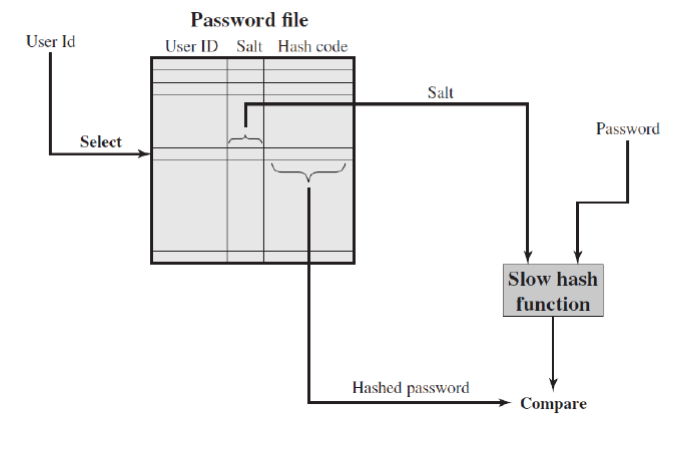 Password file
User Id
User ID Salt Hash code
Salt
Password
Select
Slow hash
function
Hashed password
Compare